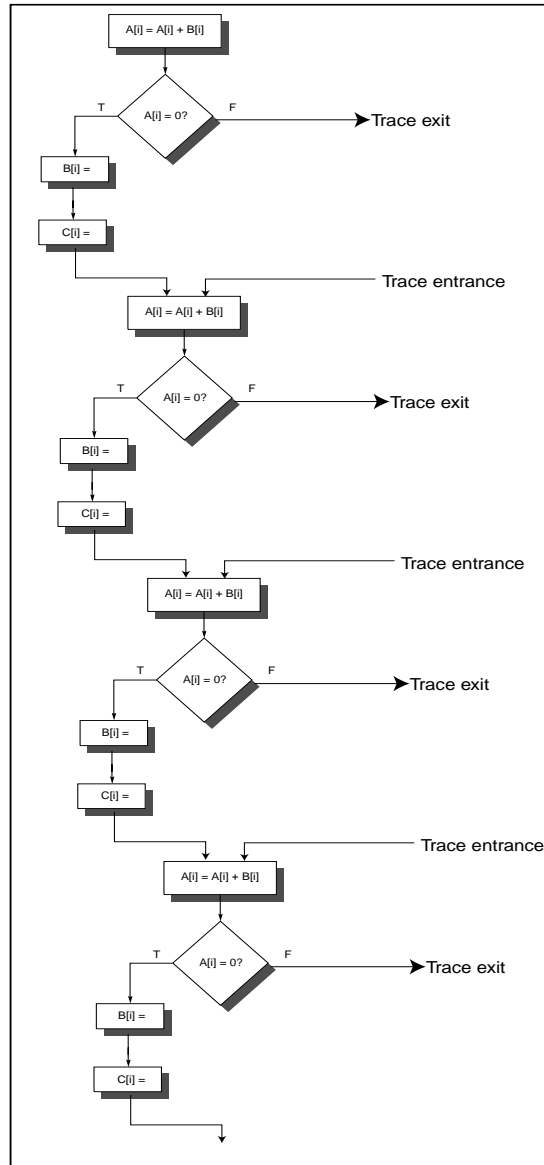 A[i] = A[i] + B[i]
T
A[i] = 0?
F
Trace exit
B[i] =
C[i] =
Trace entrance
A[i] = A[i] + B[i]
T
A[i] = 0?
F
Trace exit
B[i] =
C[i] =
Trace entrance
A[i] = A[i] + B[i]
T
A[i] = 0?
F
Trace exit
B[i] =
C[i] =
Trace entrance
A[i] = A[i] + B[i]
T
A[i] = 0?
F
Trace exit
B[i] =
C[i] =